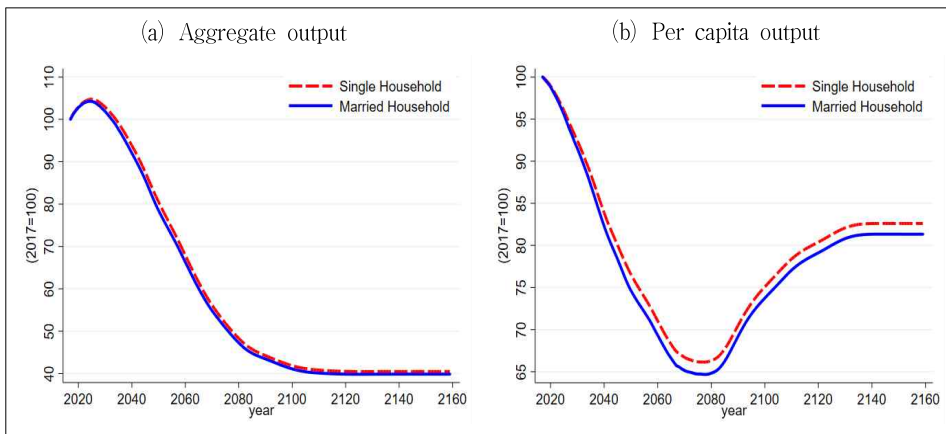 (a) Aggregate output
110
100
90
80
70
60
50
40
(2017=100)
Single Household
Married Household
2020 2040 2060 2080 2100 2120 2140 2160
year
(b) Per capita output
100
95
90
85
80
75
70
65
(2017=100)
Single Household
Married Household
2020 2040 2060 2080 2100 2120 2140 2160
year